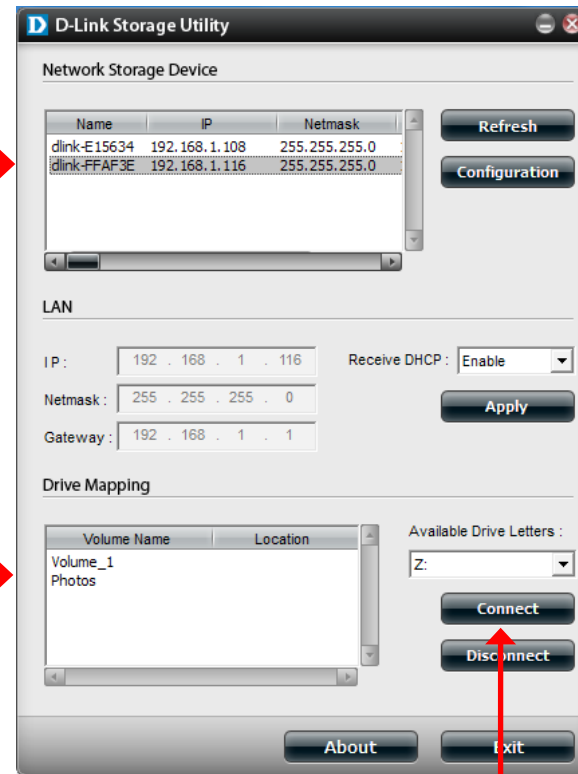 D D-Link Storage Utility
Network Storage Device
Name IP Netmask
dlink-E15634 192.168.1.108 255.255.255.0
dlink-FFAF3E 192.168.1.116 255.255.255.0
Refresh
Configuration
LAN
IP: 192 . 168 . 1 . 116
Receive DHCP : Enable
Netmask : 255 . 255 . 255 . 0
Apply
Gateway : 192 . 168 . 1 . 1
Drive Mapping
Volume Name Location
Available Drive Letters :
Volume_1
Z:
Photos
Connect
Disconnect
About Exit